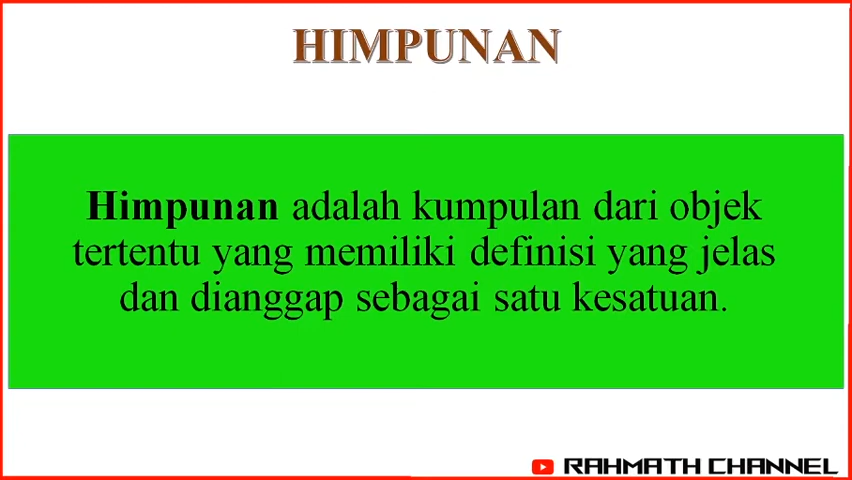 HIMPUNAN
Himpunan adalah kumpulan dari objek
tertentu yang memiliki definisi yang jelas
dan dianggap sebagai satu kesatuan.
RAHMATH CHANNEL